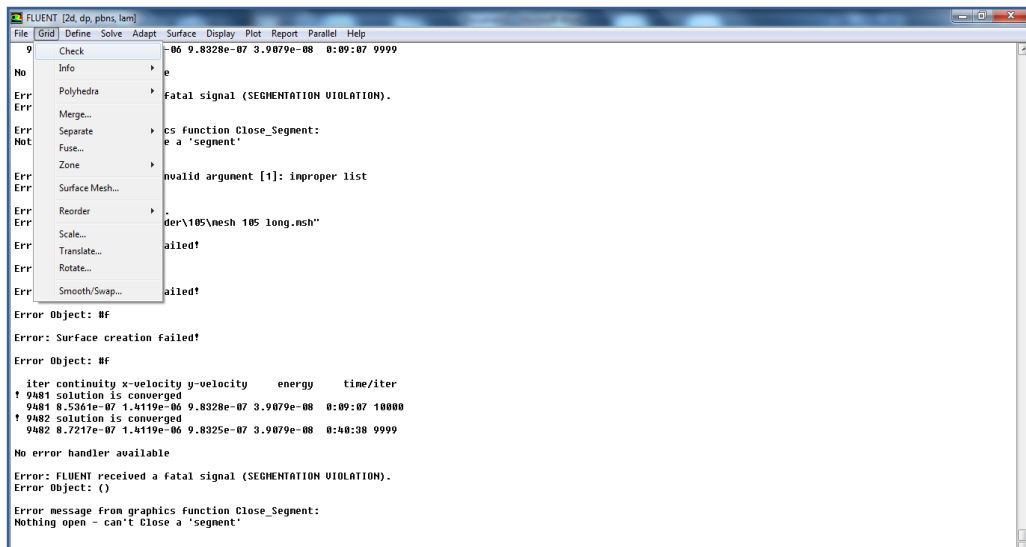 FLUENT [2d, dp, pbns, lam]
File Grid Define Solve Adapt Surface Display Plot Report Parallel Help
9 -06 9.8328e-07 3.9079e-08 0:09:07 9999
Check
Info
No e
Polyhedra
Err fatal signal (SEGMENTATION VIOLATION).
Err
Merge...
Err cs function Close_Segment:
Separate
Not e a 'segment'
Fuse...
Zone
Err nvalid argument [1]: improper list
Err
Surface Mesh...
Err .
Reorder
Err der\105\mesh 105 long.msh"
Scale...
Err ailed!
Translate...
Err
Rotate...
Err ailed!
Smooth/Swap...
Error Object: #f
Error: Surface creation failed!
Error Object: #f
iter continuity x-velocity y-velocity energy time/iter
! 9481 solution is converged
9481 8.5361e-07 1.4119e-06 9.8328e-07 3.9079e-08 0:09:07 10000
! 9482 solution is converged
9482 8.7217e-07 1.4119e-06 9.8325e-07 3.9079e-08 0:40:38 9999
No error handler available
Error: FLUENT received a fatal signal (SEGMENTATION VIOLATION).
Error Object: ()
Error message from graphics function Close_Segment:
Nothing open - can't Close a 'segment'